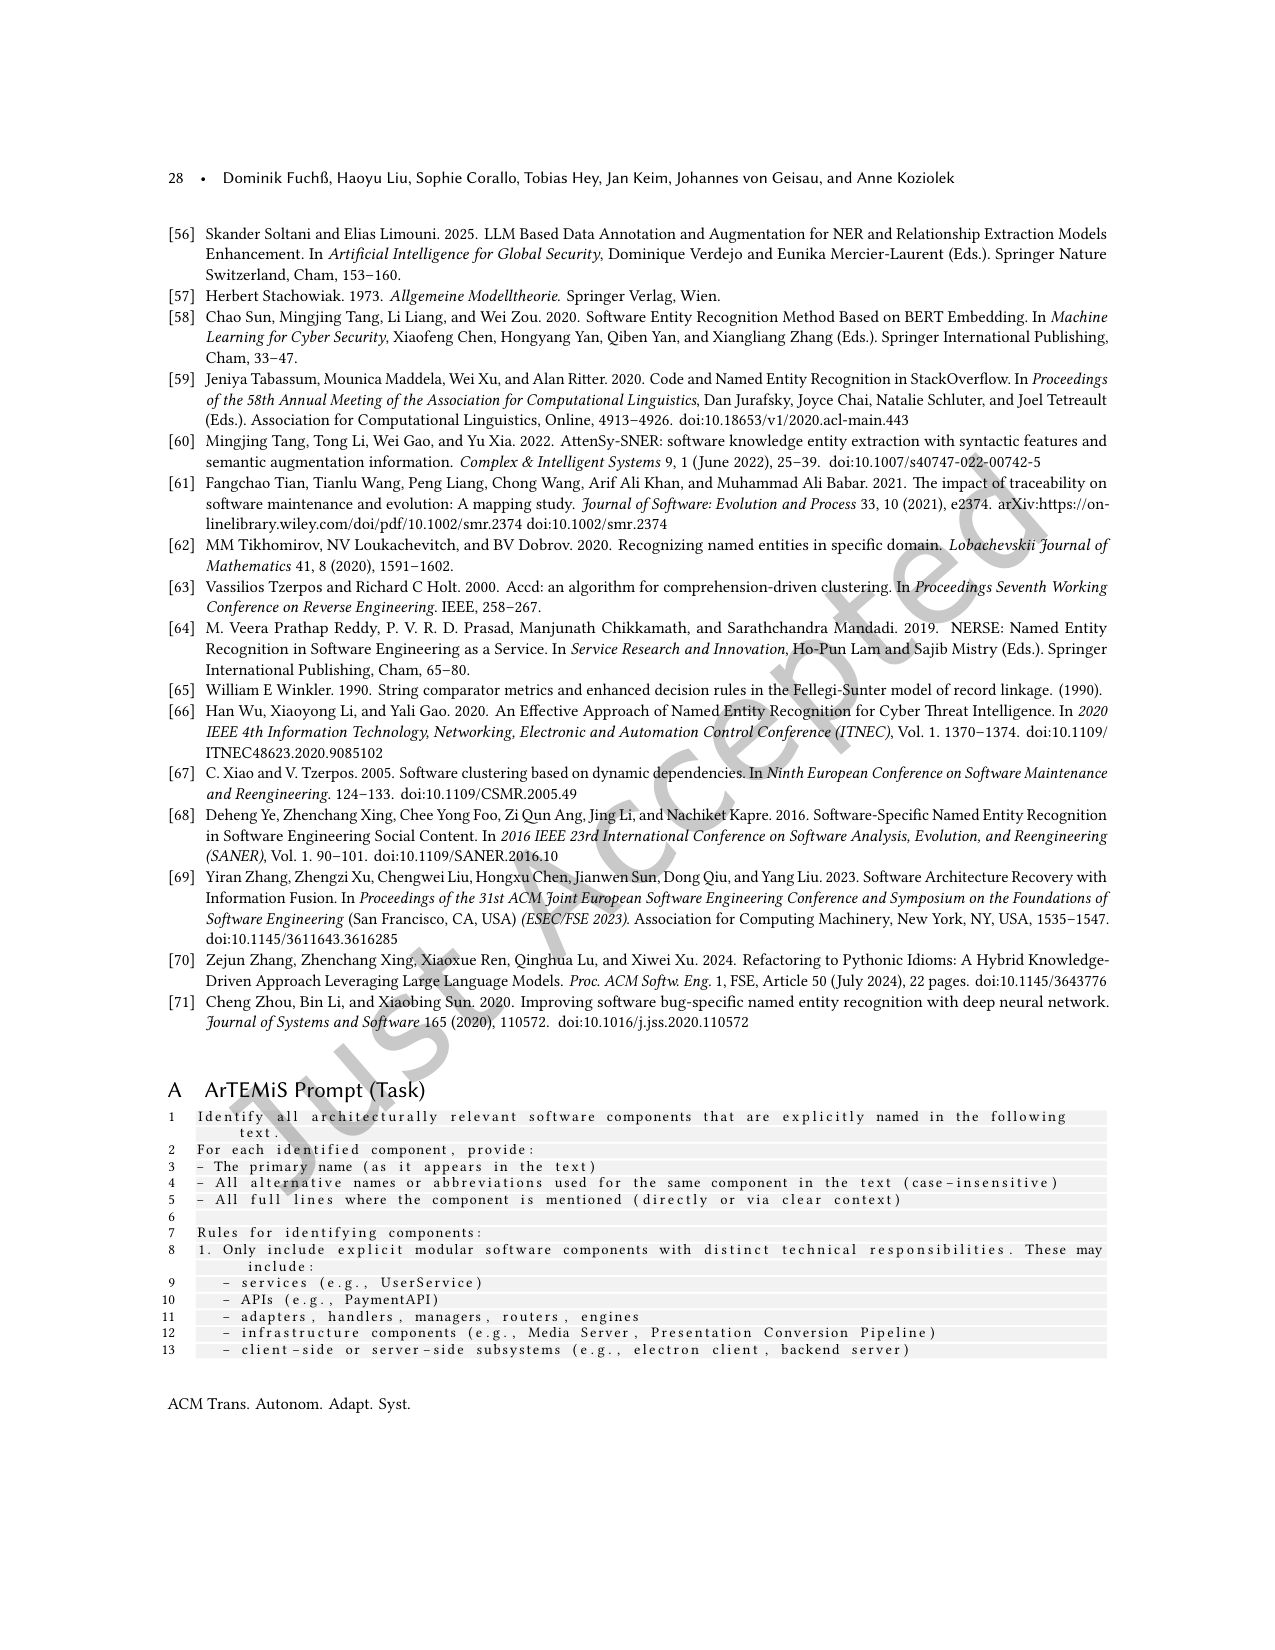 28 • Dominik Fuchß, Haoyu Liu, Sophie Corallo, Tobias Hey, Jan Keim, Johannes von Geisau, and Anne Koziolek
[56] Skander Soltani and Elias Limouni. 2025. LLM Based Data Annotation and Augmentation for NER and Relationship Extraction Models
Enhancement. In Artificial Intelligence for Global Security, Dominique Verdejo and Eunika Mercier-Laurent (Eds.). Springer Nature
Switzerland, Cham, 153–160.
[57] Herbert Stachowiak. 1973. Allgemeine Modelltheorie. Springer Verlag, Wien.
[58] Chao Sun, Mingjing Tang, Li Liang, and Wei Zou. 2020. Software Entity Recognition Method Based on BERT Embedding. In Machine
Learning for Cyber Security, Xiaofeng Chen, Hongyang Yan, Qiben Yan, and Xiangliang Zhang (Eds.). Springer International Publishing,
Cham, 33–47.
[59] Jeniya Tabassum, Mounica Maddela, Wei Xu, and Alan Ritter. 2020. Code and Named Entity Recognition in StackOverflow. In Proceedings
of the 58th Annual Meeting of the Association for Computational Linguistics, Dan Jurafsky, Joyce Chai, Natalie Schluter, and Joel Tetreault
(Eds.). Association for Computational Linguistics, Online, 4913–4926. doi:10.18653/v1/2020.acl-main.443
[60] Mingjing Tang, Tong Li, Wei Gao, and Yu Xia. 2022. AttenSy-SNER: software knowledge entity extraction with syntactic features and
semantic augmentation information. Complex & Intelligent Systems 9, 1 (June 2022), 25–39. doi:10.1007/s40747-022-00742-5
[61] Fangchao Tian, Tianlu Wang, Peng Liang, Chong Wang, Arif Ali Khan, and Muhammad Ali Babar. 2021. The impact of traceability on
software maintenance and evolution: A mapping study. Journal of Software: Evolution and Process 33, 10 (2021), e2374. arXiv:https://on-
linelibrary.wiley.com/doi/pdf/10.1002/smr.2374 doi:10.1002/smr.2374
[62] MM Tikhomirov, NV Loukachevitch, and BV Dobrov. 2020. Recognizing named entities in specific domain. Lobachevskii Journal of
Mathematics 41, 8 (2020), 1591–1602.
[63] Vassilios Tzerpos and Richard C Holt. 2000. Accd: an algorithm for comprehension-driven clustering. In Proceedings Seventh Working
Conference on Reverse Engineering. IEEE, 258–267.
[64] M. Veera Prathap Reddy, P. V. R. D. Prasad, Manjunath Chikkamath, and Sarathchandra Mandadi. 2019. NERSE: Named Entity
Recognition in Software Engineering as a Service. In Service Research and Innovation, Ho-Pun Lam and Sajib Mistry (Eds.). Springer
International Publishing, Cham, 65–80.
[65] William E Winkler. 1990. String comparator metrics and enhanced decision rules in the Fellegi-Sunter model of record linkage. (1990).
[66] Han Wu, Xiaoyong Li, and Yali Gao. 2020. An Effective Approach of Named Entity Recognition for Cyber Threat Intelligence. In 2020
IEEE 4th Information Technology, Networking, Electronic and Automation Control Conference (ITNEC), Vol. 1. 1370–1374. doi:10.1109/
ITNEC48623.2020.9085102
[67] C. Xiao and V. Tzerpos. 2005. Software clustering based on dynamic dependencies. In Ninth European Conference on Software Maintenance
and Reengineering. 124–133. doi:10.1109/CSMR.2005.49
[68] Deheng Ye, Zhenchang Xing, Chee Yong Foo, Zi Qun Ang, Jing Li, and Nachiket Kapre. 2016. Software-Specific Named Entity Recognition
in Software Engineering Social Content. In 2016 IEEE 23rd International Conference on Software Analysis, Evolution, and Reengineering
(SANER), Vol. 1. 90–101. doi:10.1109/SANER.2016.10
[69] Yiran Zhang, Zhengzi Xu, Chengwei Liu, Hongxu Chen, Jianwen Sun, Dong Qiu, and Yang Liu. 2023. Software Architecture Recovery with
Information Fusion. In Proceedings of the 31st ACM Joint European Software Engineering Conference and Symposium on the Foundations of
Software Engineering (San Francisco, CA, USA) (ESEC/FSE 2023). Association for Computing Machinery, New York, NY, USA, 1535–1547.
doi:10.1145/3611643.3616285
[70] Zejun Zhang, Zhenchang Xing, Xiaoxue Ren, Qinghua Lu, and Xiwei Xu. 2024. Refactoring to Pythonic Idioms: A Hybrid Knowledge-
Driven Approach Leveraging Large Language Models. Proc. ACM Softw. Eng. 1, FSE, Article 50 (July 2024), 22 pages. doi:10.1145/3643776
[71] Cheng Zhou, Bin Li, and Xiaobing Sun. 2020. Improving software bug-specific named entity recognition with deep neural network.
Journal of Systems and Software 165 (2020), 110572. doi:10.1016/j.jss.2020.110572
Just Accepted
A ArTEMiS Prompt (Task)
1 Identify all architecturally relevant software components that are explicitly named in the following
text.
2 For each identified component, provide:
3 – The primary name (as it appears in the text)
4 – All alternative names or abbreviations used for the same component in the text (case–insensitive)
5 – All full lines where the component is mentioned (directly or via clear context)
6
7 Rules for identifying components:
8 1. Only include explicit modular software components with distinct technical responsibilities. These may
include:
9 – services (e.g., UserService)
10 – APIs (e.g., PaymentAPI)
11 – adapters, handlers, managers, routers, engines
12 – infrastructure components (e.g., Media Server, Presentation Conversion Pipeline)
13 – client–side or server–side subsystems (e.g., electron client, backend server)
ACM Trans. Autonom. Adapt. Syst.